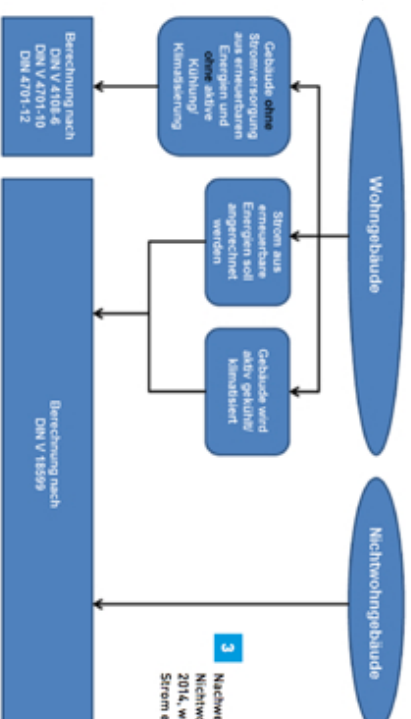 Wohngebäude
Nichtwohngebäude
Gebäude ohne
Stromversorgung
aus erneuerbaren
Energien und
ohne aktive
Kühlung/
Klimatisierung
Strom aus
erneuerbare
Energien soll
angerechnet
werden
Gebäude wird
aktiv gekühlt/
klimatisiert
Berechnung nach
DIN V 4108-6
DIN V 4701-10
DIN 4701-12
Berechnung nach
DIN V 18599
3
Nachwe
Nichtwo
2014, w
Strom e